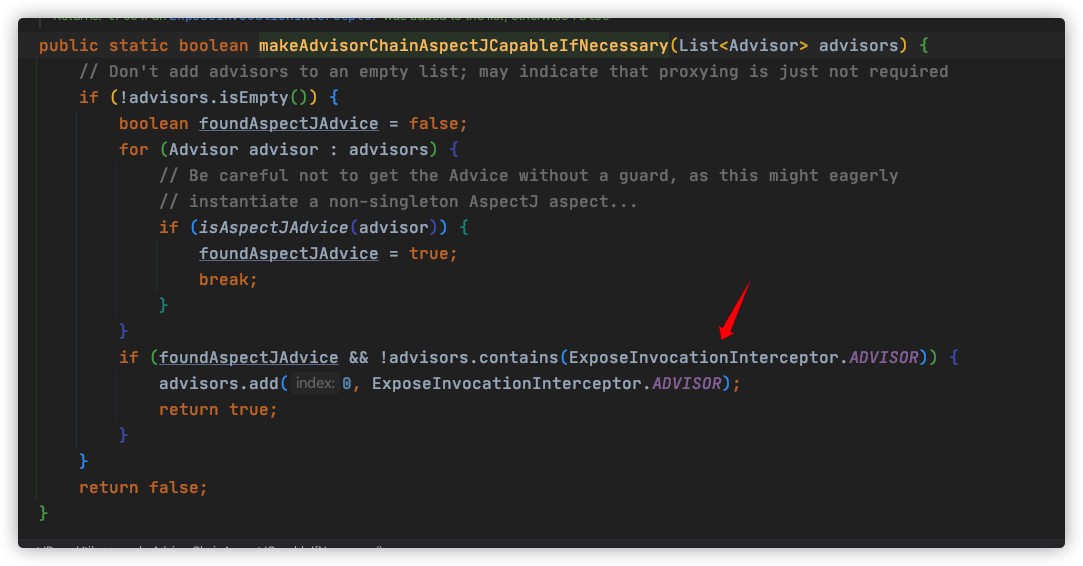 public static boolean makeAdvisorChainAspectJCapableIfNecessary(List<Advisor> advisors) {
// Don't add advisors to an empty list; may indicate that proxying is just not required
if (!advisors.isEmpty()) {
boolean foundAspectJAdvice = false;
for (Advisor advisor : advisors) {
// Be careful not to get the Advice without a guard, as this might eagerly
// instantiate a non-singleton AspectJ aspect...
if (isAspectJAdvice(advisor)) {
foundAspectJAdvice = true;
break;
}
}
if (foundAspectJAdvice && !advisors.contains(ExposeInvocationInterceptor.ADVISOR)) {
advisors.add( index: 0, ExposeInvocationInterceptor.ADVISOR);
return true;
}
}
return false;
}